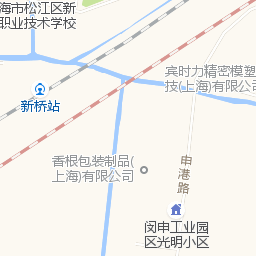 海市松江区新
职业技术学校
新桥站
宾时力精密模塑
技(上海)有限公司
香根包装制品(
上海)有限公司
申港路
闵申工业园
区光明小区